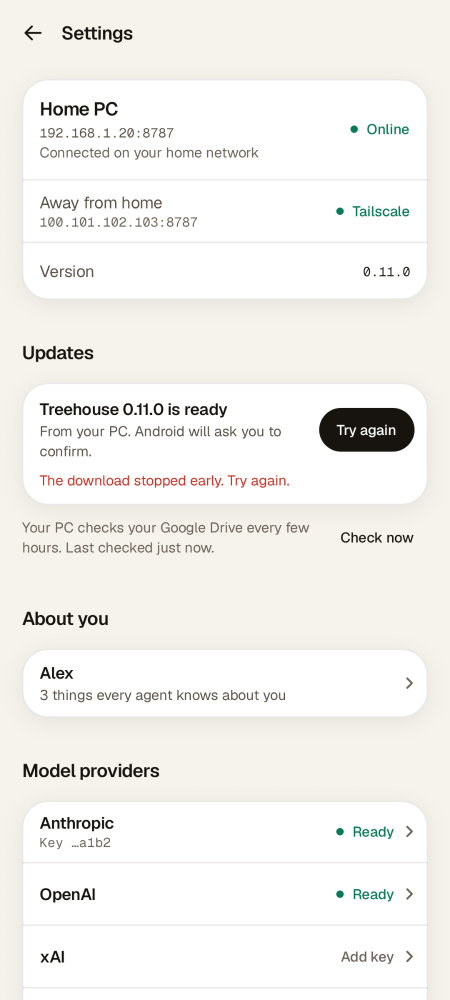 Settings
Home PC
192.168.1.20:8787
Connected on your home network
Online
Away from home
100.101.102.103:8787
Tailscale
Version
0.11.0
Updates
Treehouse 0.11.0 is ready
From your PC. Android will ask you to
confirm.
The download stopped early. Try again.
Try again
Your PC checks your Google Drive every few
hours. Last checked just now.
Check now
About you
Alex
3 things every agent knows about you
Model providers
Anthropic
Key …a1b2
Ready
OpenAI
Ready
xAI
Add key